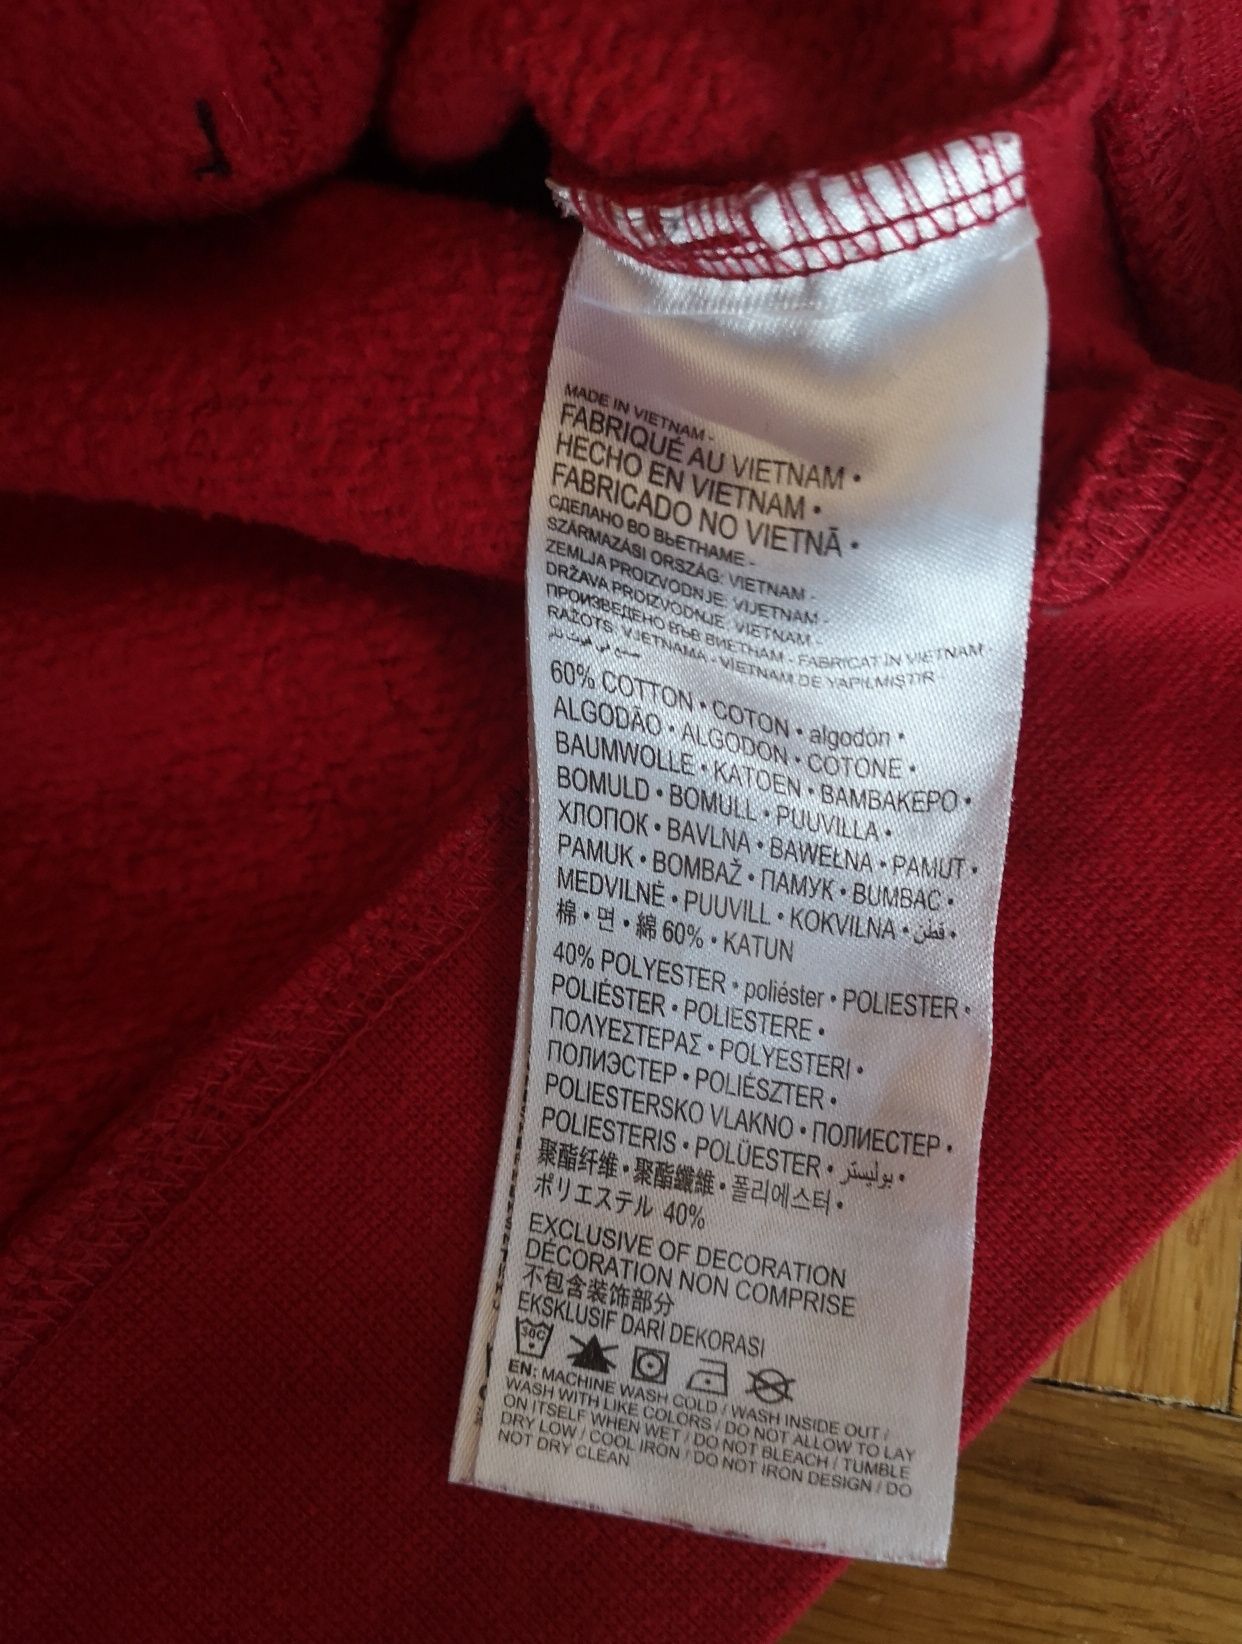 MADE IN VIETNAM -
FABRIQUÉ AU VIETNAM •
HECHO EN VIETNAM •
FABRICADO NO VIETNÃ •
СДЕЛАНО ВО ВЬЕТНАМЕ -
SZÁRMAZÁSI ORSZÁG: VIETNAM -
ZEMLJA PROIZVODNJE: VIJETNAM -
DRŽAVA PROIZVODNJE: VIETNAM -
ПРОИЗВЕДЕНО ВЪВ ВИЕТНАМ - FABRICAT ÎN VIETNAM -
RAŽOTS: VJETNAMA - VİETNAM DE YAPILMIŞTIR -
صنع في
60% COTTON • COTON • algodón •
ALGODÃO • ALGODON • COTONE •
BAUMWOLLE • KATOEN • ΒΑΜΒΑΚΕΡΟ •
BOMULD • BOMULL • PUUVILLA •
ХЛОПОК • BAVLNA • BAWEŁNA • PAMUT •
PAMUK • BOMBAŽ • ПАМУК • BUMBAC •
MEDVILNĖ • PUUVILL • KOKVILNA • قطن •
棉 • 면 • 綿 60% • KATUN
40% POLYESTER • poliéster • POLIESTER •
POLIÉSTER • POLIESTERE •
ΠΟΛΥΕΣΤΕΡΑΣ • POLYESTERI •
ПОЛИЭСТЕР • POLIÉSZTER •
POLIESTERSKO VLAKNO • ПОЛИЕСТЕР •
POLIESTERIS • POLÜESTER • بوليستر •
聚酯纤维 • 聚酯纖維 • 폴리에스터 •
ポリエステル 40%
EXCLUSIVE OF DECORATION
DÉCORATION NON COMPRISE
不包含装饰部分
EKSKLUSIF DARI DEKORASI
30C
EN: MACHINE WASH COLD / WASH INSIDE OUT /
WASH WITH LIKE COLORS / DO NOT ALLOW TO LAY
ON ITSELF WHEN WET / DO NOT BLEACH / TUMBLE
DRY LOW / COOL IRON / DO NOT IRON DESIGN / DO
NOT DRY CLEAN